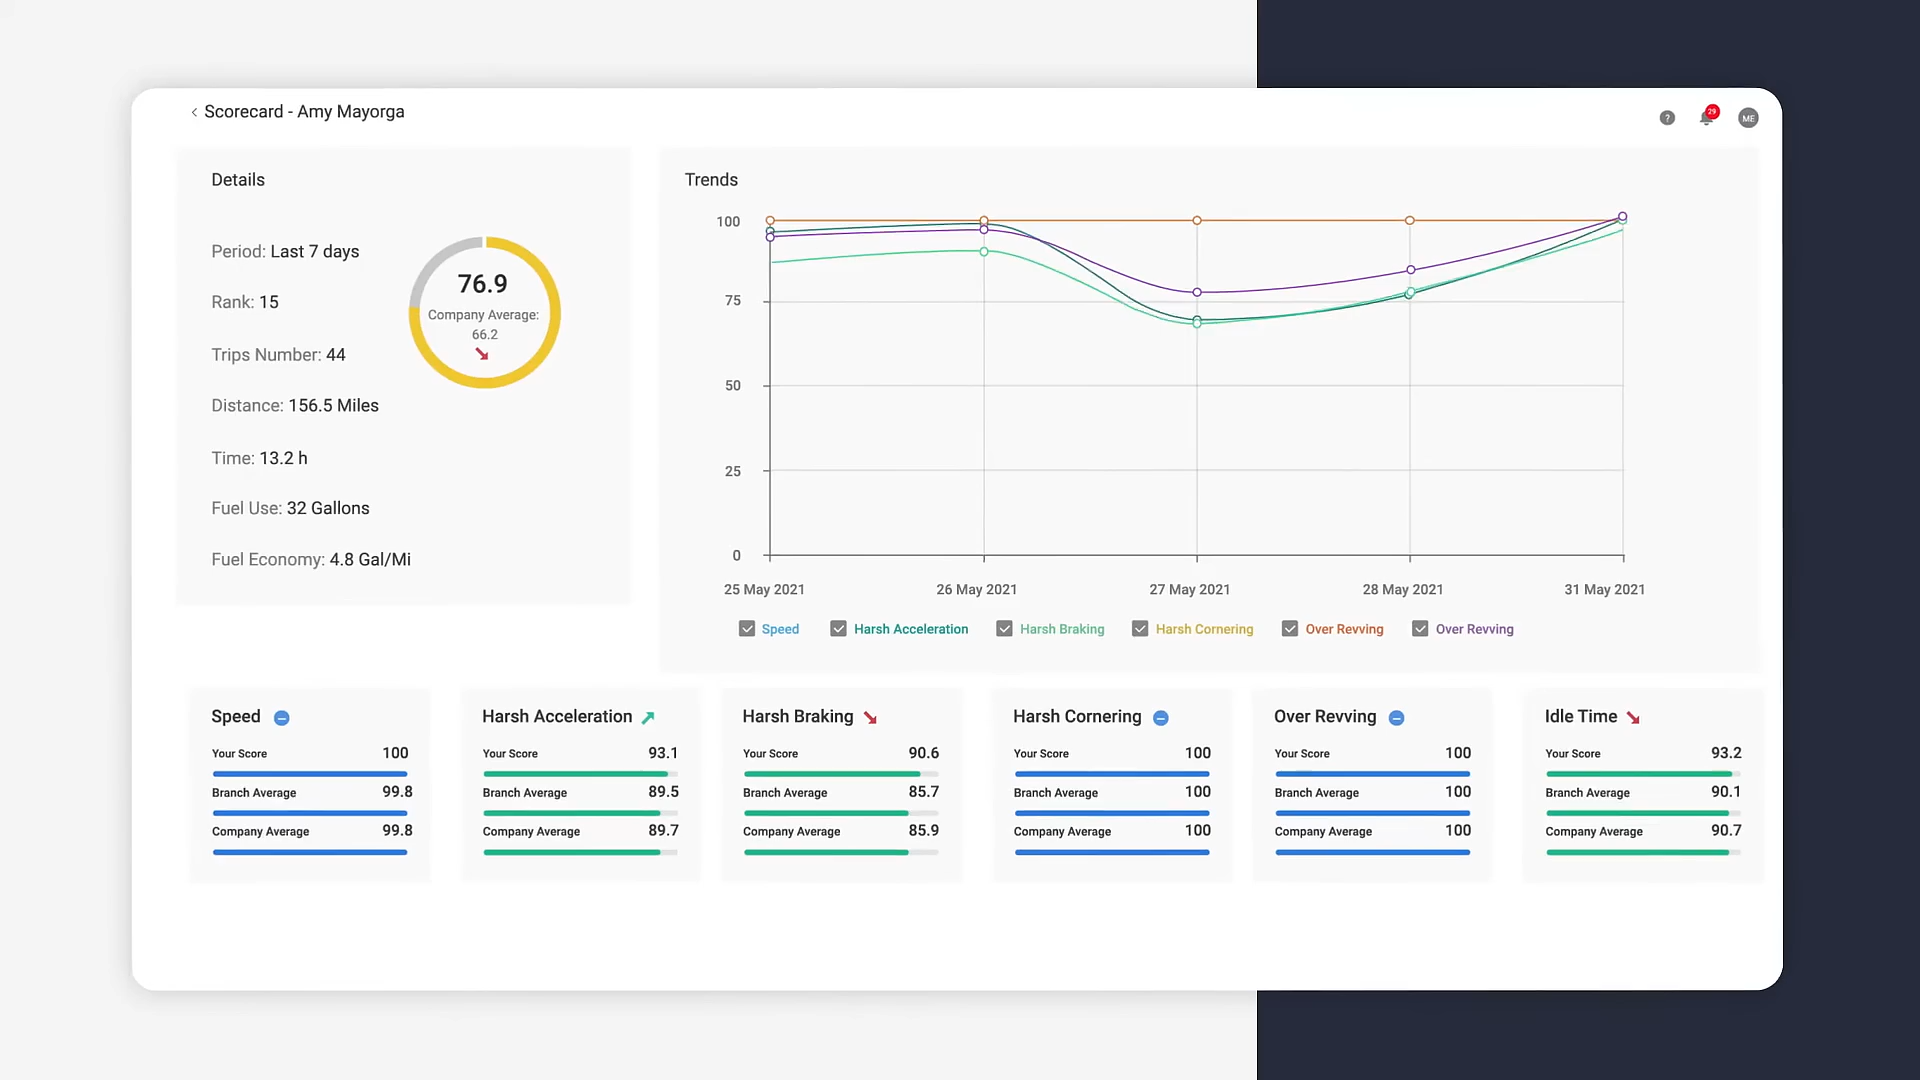 Scorecard - Amy Mayorga
?
29
ME
Details
Period: Last 7 days
Rank: 15
Trips Number: 44
Distance: 156.5 Miles
Time: 13.2 h
Fuel Use: 32 Gallons
Fuel Economy: 4.8 Gal/Mi
76.9
Company Average:
66.2
Trends
100
75
50
25
0
25 May 2021
26 May 2021
27 May 2021
28 May 2021
31 May 2021
Speed
Harsh Acceleration
Harsh Braking
Harsh Cornering
Over Revving
Over Revving
Speed
Your Score 100
Branch Average 99.8
Company Average 99.8
Harsh Acceleration
Your Score 93.1
Branch Average 89.5
Company Average 89.7
Harsh Braking
Your Score 90.6
Branch Average 85.7
Company Average 85.9
Harsh Cornering
Your Score 100
Branch Average 100
Company Average 100
Over Revving
Your Score 100
Branch Average 100
Company Average 100
Idle Time
Your Score 93.2
Branch Average 90.1
Company Average 90.7